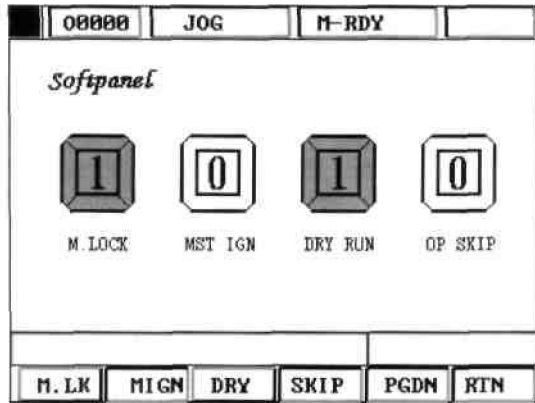 O0000 JOG M-RDY
Softpanel
1 0 1 0
M.LOCK MST IGN DRY RUN OP SKIP
M.LK MIGN DRY SKIP PGDN RTN